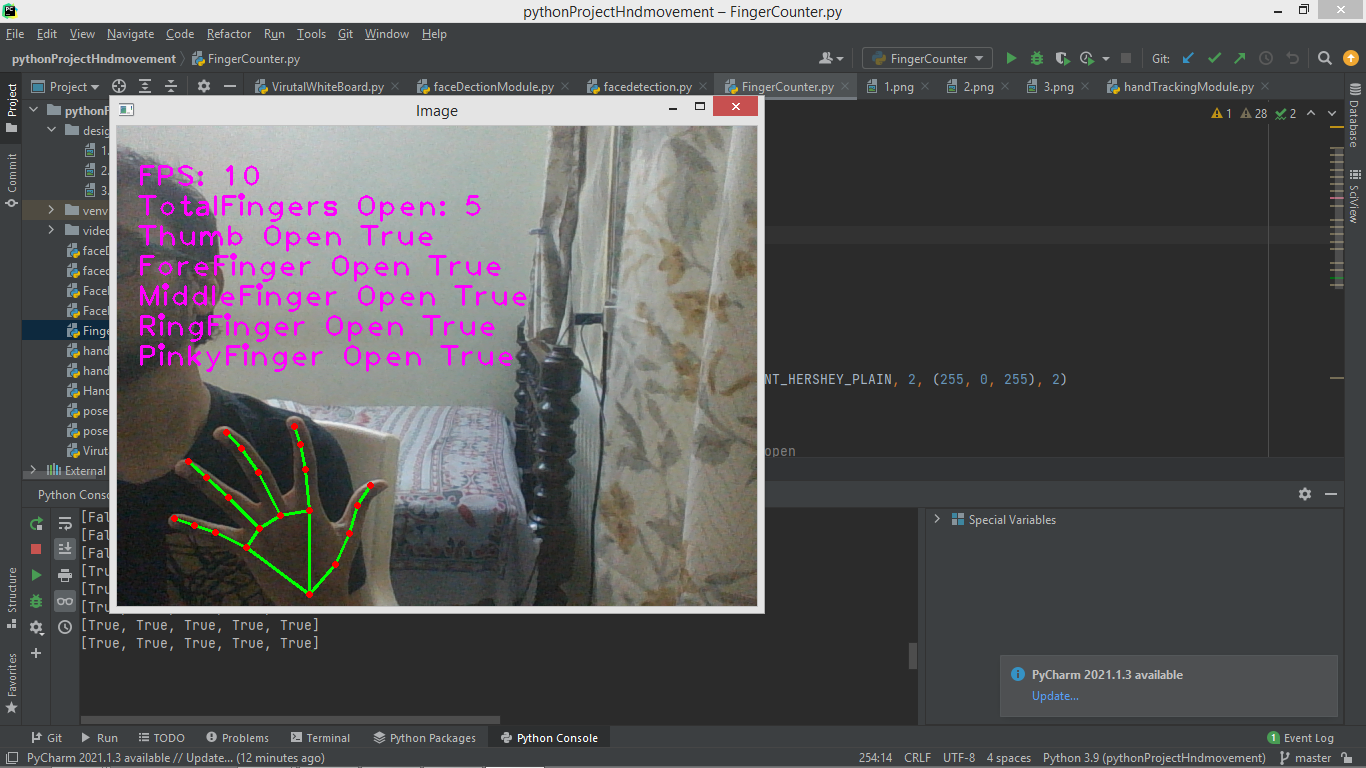 pythonProjectHndmovement – FingerCounter.py
File Edit View Navigate Code Refactor Run Tools Git Window Help
pythonProjectHndmovement FingerCounter.py FingerCounter Git:
Project VirutalWhiteBoard.py faceDectionModule.py facedetection.py FingerCounter.py 1.png 2.png 3.png handTrackingModule.py
Project
Commit
Structure
Favorites
Database
SciView
1 28 2
pythonP
desig
1.
2.
3.
venv
video
faceD
faced
Facel
Facel
Finge
hand
hand
Hand
pose
pose
Virut
External
Image
FPS: 10
TotalFingers Open: 5
Thumb Open True
ForeFinger Open True
MiddleFinger Open True
RingFinger Open True
PinkyFinger Open True
NT_HERSHEY_PLAIN, 2, (255, 0, 255), 2)
open
Python Conso
[Fal
[Fal
[Fal
[Tru
[Tru
[True, True, True, True, True]
[True, True, True, True, True]
Special Variables
PyCharm 2021.1.3 available
Update...
Git Run TODO Problems Terminal Python Packages Python Console 1 Event Log
PyCharm 2021.1.3 available // Update... (12 minutes ago) 254:14 CRLF UTF-8 4 spaces Python 3.9 (pythonProjectHndmovement) master